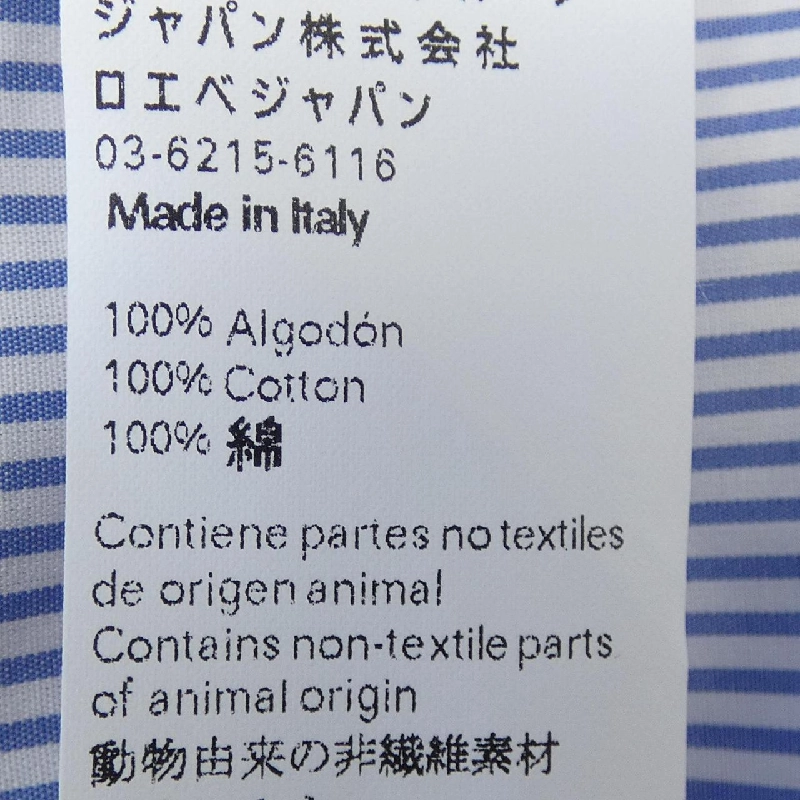 ジャパン株式会社
ロエベジャパン
03-6215-6116
Made in Italy
100% Algodón
100% Cotton
100% 綿
Contiene partes no textiles
de origen animal
Contains non-textile parts
of animal origin
動物由来の非繊維素材